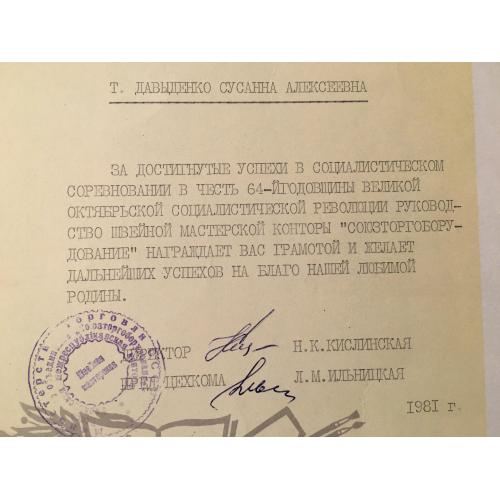 Т. ДАВЫДЕНКО СУСАННА АЛЕКСЕЕВНА
ЗА ДОСТИГНУТЫЕ УСПЕХИ В СОЦИАЛИСТИЧЕСКОМ
СОРЕВНОВАНИИ В ЧЕСТЬ 64-ЙГОДОВЩИНЫ ВЕЛИКОЙ
ОКТЯБРЬСКОЙ СОЦИАЛИСТИЧЕСКОЙ РЕВОЛЮЦИИ РУКОВОД-
СТВО ШВЕЙНОЙ МАСТЕРСКОЙ КОНТОРЫ "СОЮЗТОРГОБОРУ-
ДОВАНИЕ" НАГРАЖДАЕТ ВАС ГРАМОТОЙ И ЖЕЛАЕТ
ДАЛЬНЕЙШИХ УСПЕХОВ НА БЛАГО НАШЕЙ ЛЮБИМОЙ
РОДИНЫ.
ДИРЕКТОР Н.К.КИСЛИНСКАЯ
ПРЕД.ЦЕХКОМА Л.М.ИЛЬНИЦКАЯ
1981 г.
Швейная
мастерская